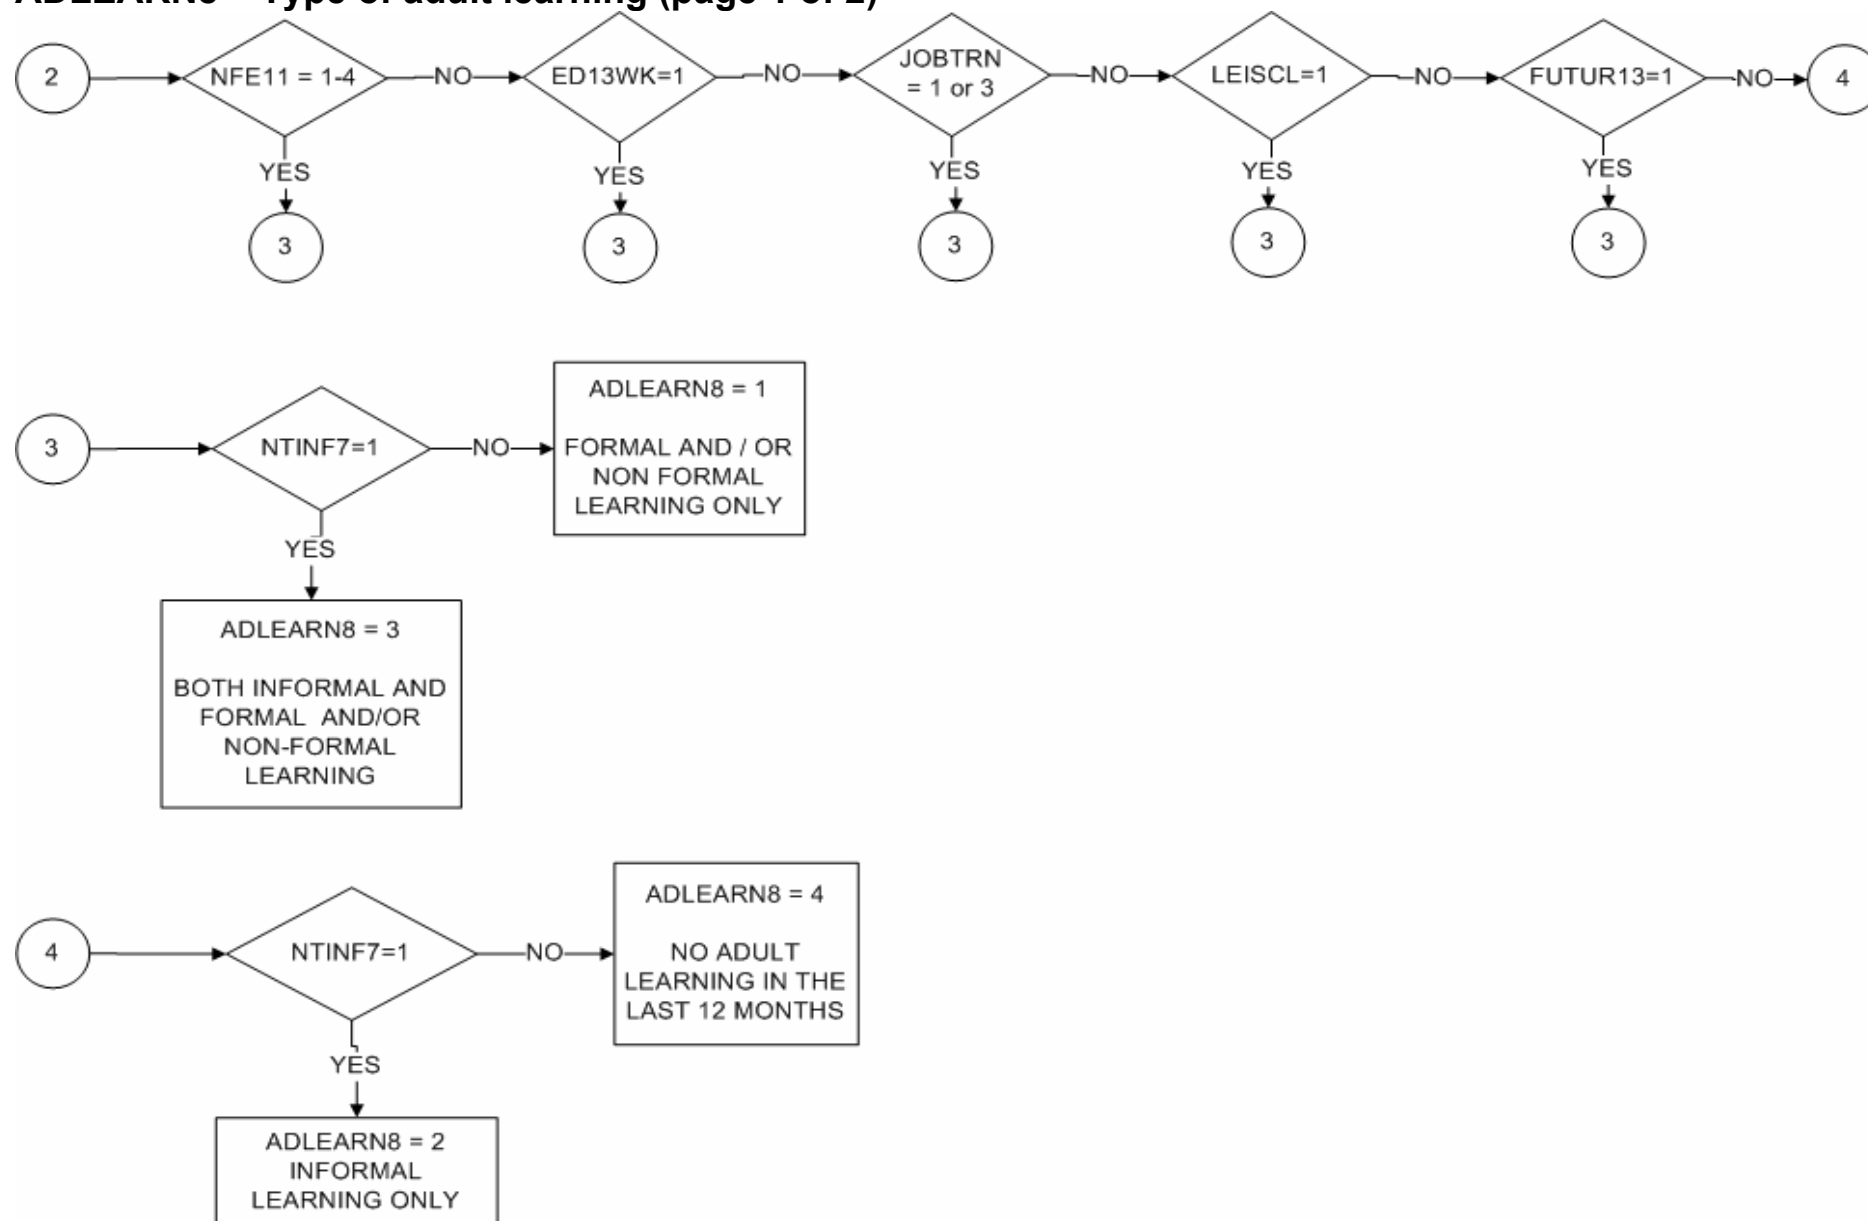 ADLEARN8 – Type of adult learning (page 1 of 2)
2
NFE11 = 1-4
NO
ED13WK=1
NO
JOBTRN
= 1 or 3
NO
LEISCL=1
NO
FUTUR13=1
NO
4
YES
YES
YES
YES
YES
3
3
3
3
3
3
NTINF7=1
NO
ADLEARN8 = 1
FORMAL AND / OR
NON FORMAL
LEARNING ONLY
YES
ADLEARN8 = 3
BOTH INFORMAL AND
FORMAL AND/OR
NON-FORMAL
LEARNING
4
NTINF7=1
NO
ADLEARN8 = 4
NO ADULT
LEARNING IN THE
LAST 12 MONTHS
YES
ADLEARN8 = 2
INFORMAL
LEARNING ONLY